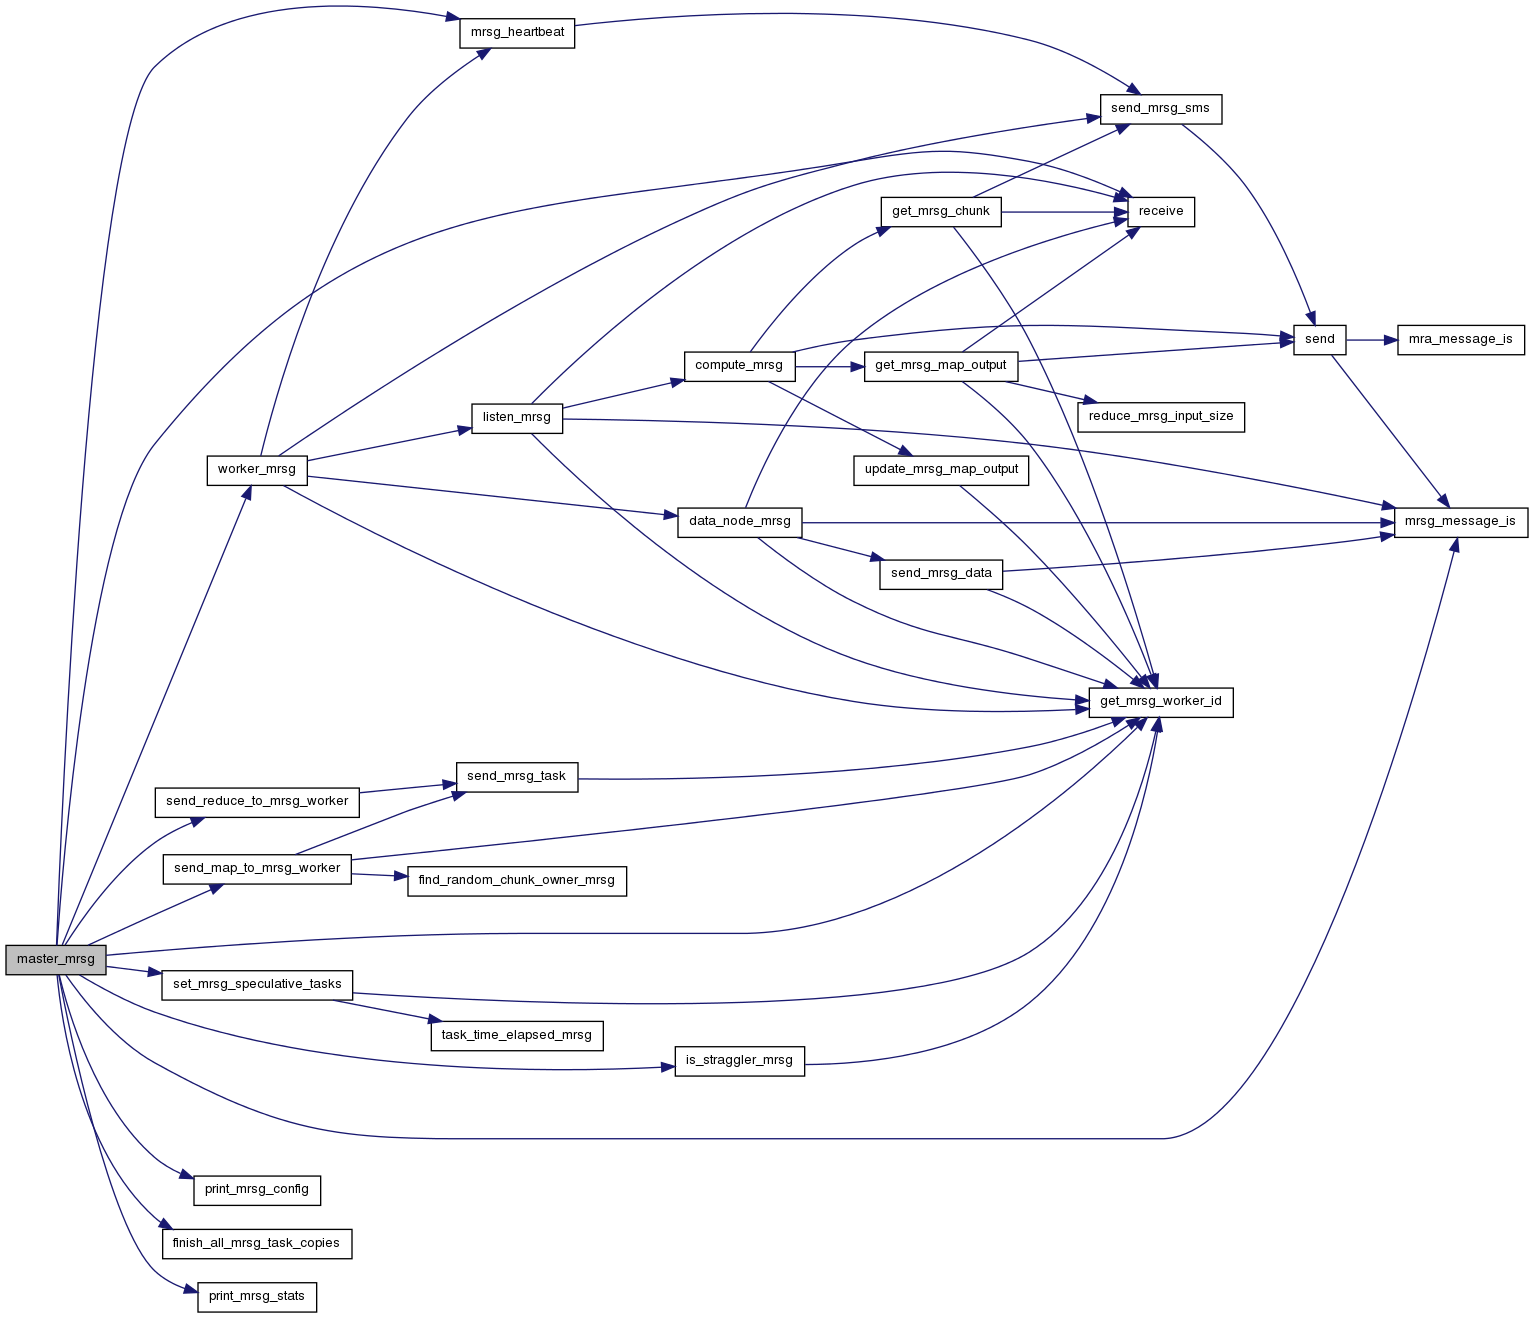 mrsg_heartbeat
send_mrsg_sms
get_mrsg_chunk
receive
send
mra_message_is
compute_mrsg
get_mrsg_map_output
reduce_mrsg_input_size
listen_mrsg
worker_mrsg
update_mrsg_map_output
data_node_mrsg
mrsg_message_is
send_mrsg_data
get_mrsg_worker_id
send_mrsg_task
send_reduce_to_mrsg_worker
send_map_to_mrsg_worker
find_random_chunk_owner_mrsg
master_mrsg
set_mrsg_speculative_tasks
task_time_elapsed_mrsg
is_straggler_mrsg
print_mrsg_config
finish_all_mrsg_task_copies
print_mrsg_stats